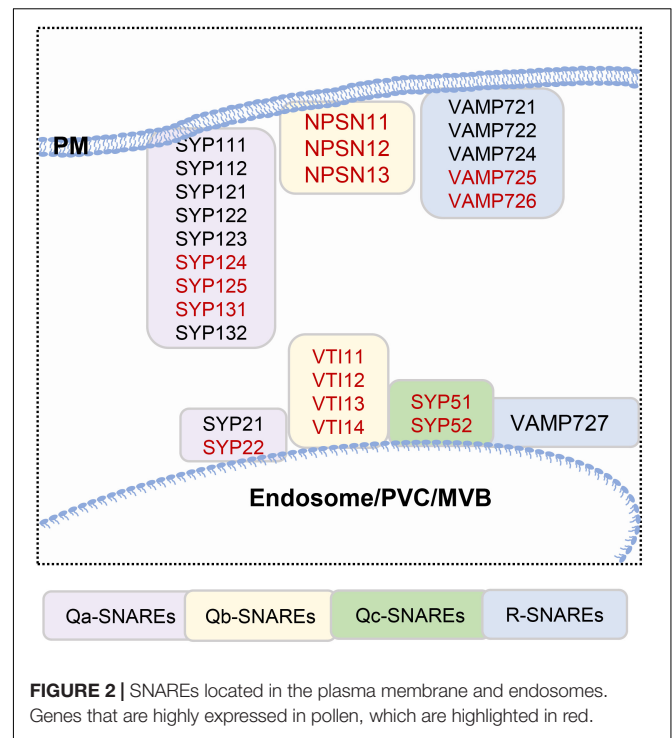 PM
SYP111
SYP112
SYP121
SYP122
SYP123
SYP124
SYP125
SYP131
SYP132
NPSN11
NPSN12
NPSN13
VAMP721
VAMP722
VAMP724
VAMP725
VAMP726
SYP21
SYP22
VTI11
VTI12
VTI13
VTI14
SYP51
SYP52
VAMP727
Endosome/PVC/MVB
Qa-SNAREs Qb-SNAREs Qc-SNAREs R-SNAREs
FIGURE 2 | SNAREs located in the plasma membrane and endosomes.
Genes that are highly expressed in pollen, which are highlighted in red.